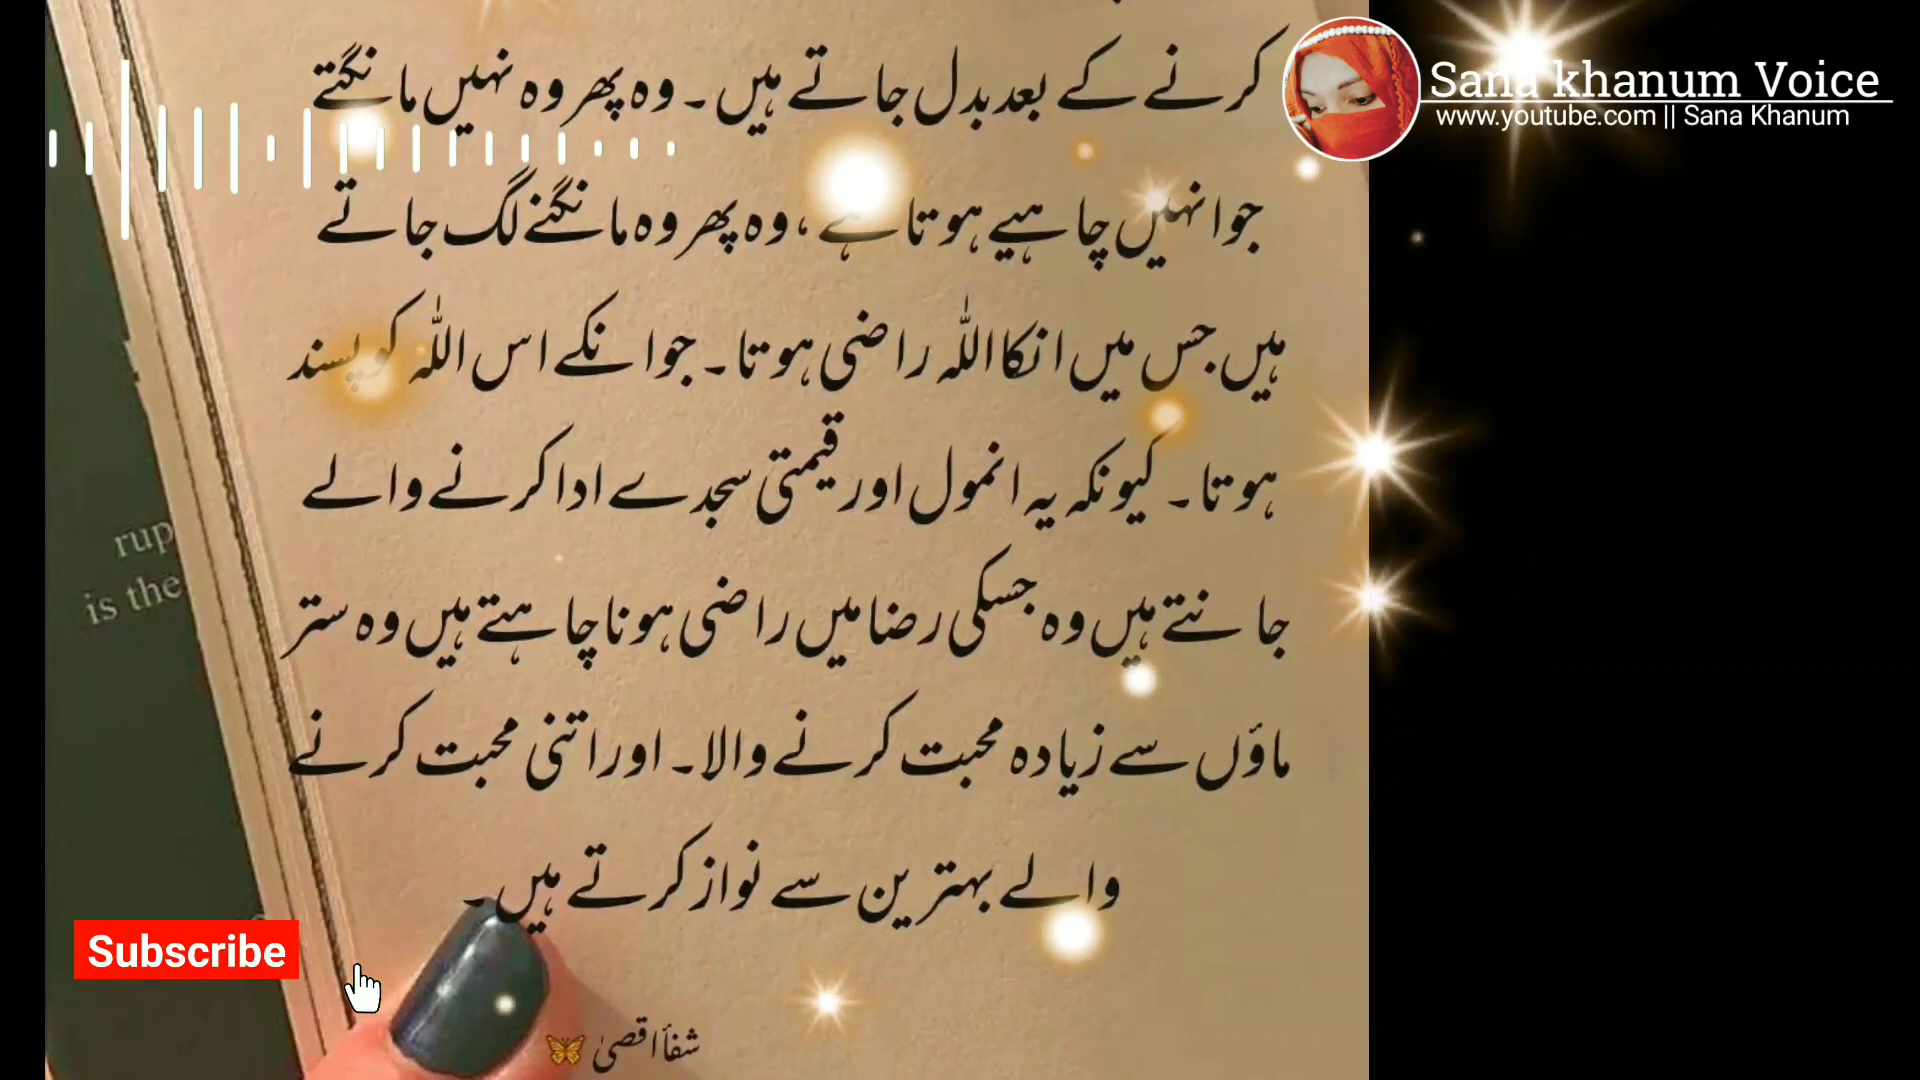 Sana khanum Voice
www.youtube.com || Sana Khanum
کرنے کے بعد بدل جاتے ہیں۔ وہ پھر وہ نہیں مانگتے
جو انہیں چاہیے ہوتا ہے، وہ پھر وہ مانگنے لگ جاتے
ہیں جس میں انکا اللہ راضی ہوتا۔ جو انکے اس اللہ کو پسند
ہوتا۔ کیونکہ یہ انمول اور قیمتی سجدے ادا کرنے والے
جانتے ہیں وہ جسکی رضا میں راضی ہونا چاہتے ہیں وہ ستر
ماؤں سے زیادہ محبت کرنے والا۔ اور اتنی محبت کرنے
والے بہترین سے نواز کرتے ہیں۔
شفأ اقصیٰ 🦋
rup
is the
Subscribe